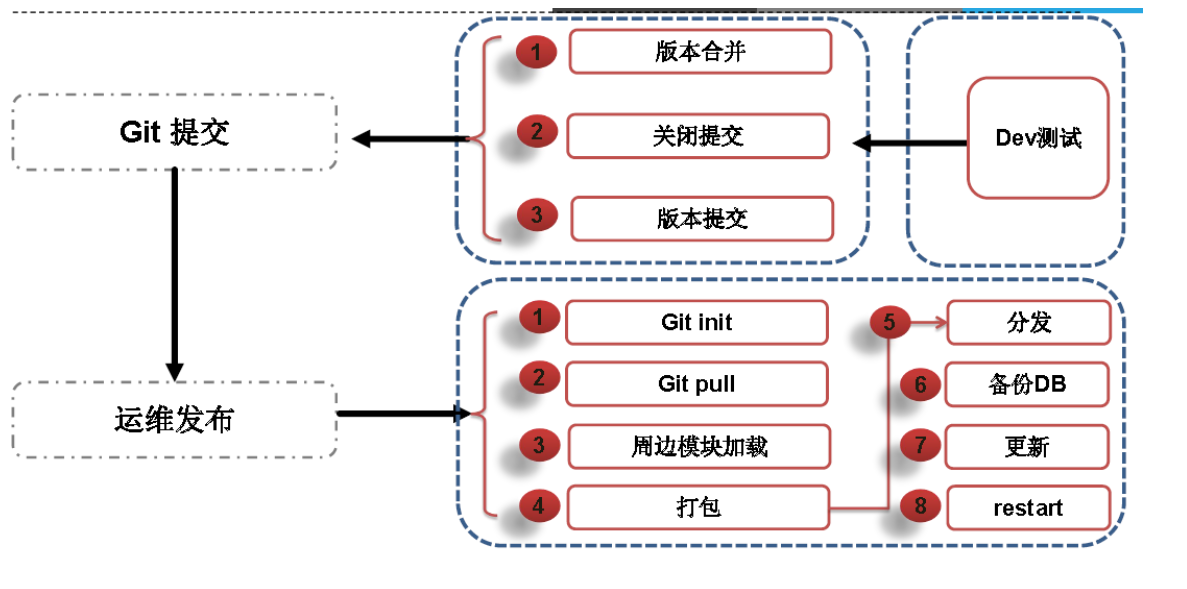 1 版本合并
Git 提交
2 关闭提交
Dev测试
3 版本提交
运维发布
1 Git init
2 Git pull
3 周边模块加载
4 打包
5 分发
6 备份DB
7 更新
8 restart